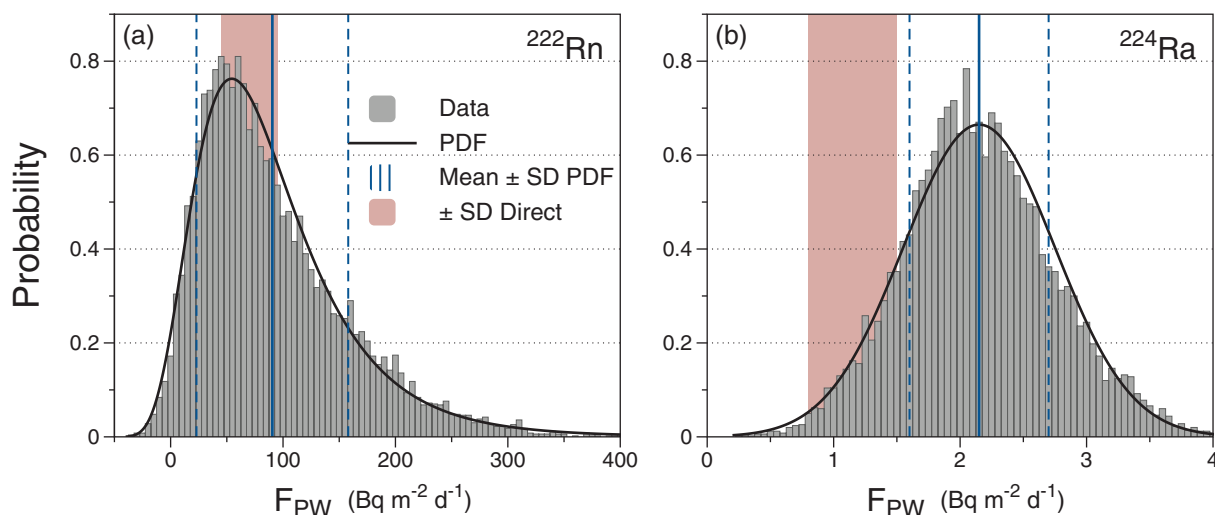 (a)
²²²Rn
0.8
0.6
0.4
0.2
0
Probability
Data
PDF
Mean ± SD PDF
± SD Direct
0
100
200
300
400
F_PW (Bq m⁻² d⁻¹)
(b)
²²⁴Ra
0.8
0.6
0.4
0.2
0
0
1
2
3
4
F_PW (Bq m⁻² d⁻¹)